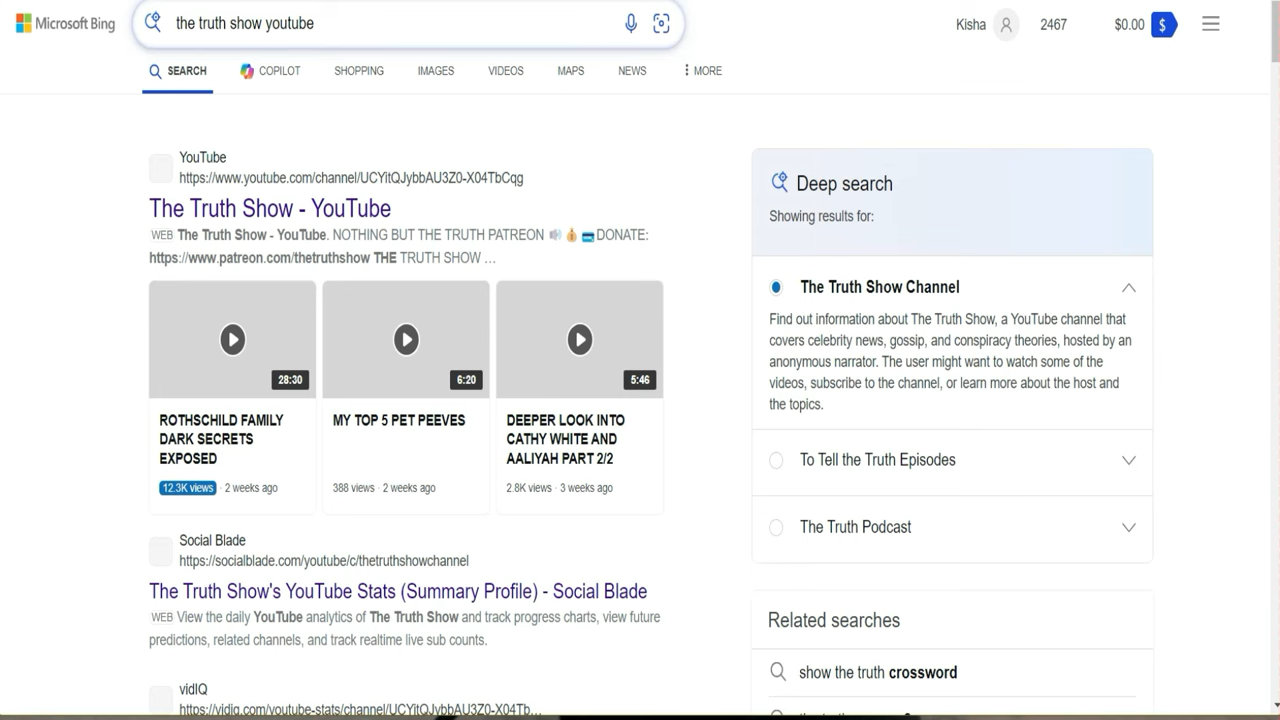 Microsoft Bing
the truth show youtube
Kisha
2467
$0.00
$
SEARCH
COPILOT
SHOPPING
IMAGES
VIDEOS
MAPS
NEWS
MORE
YouTube
https://www.youtube.com/channel/UCYitQJybbAU3Z0-X04TbCqg
The Truth Show - YouTube
WEB The Truth Show - YouTube. NOTHING BUT THE TRUTH PATREON DONATE:
https://www.patreon.com/thetruthshow THE TRUTH SHOW ...
28:30
6:20
5:46
ROTHSCHILD FAMILY
DARK SECRETS
EXPOSED
12.3K views · 2 weeks ago
MY TOP 5 PET PEEVES
388 views · 2 weeks ago
DEEPER LOOK INTO
CATHY WHITE AND
AALIYAH PART 2/2
2.8K views · 3 weeks ago
Social Blade
https://socialblade.com/youtube/c/thetruthshowchannel
The Truth Show's YouTube Stats (Summary Profile) - Social Blade
WEB View the daily YouTube analytics of The Truth Show and track progress charts, view future
predictions, related channels, and track realtime live sub counts.
vidIQ
https://vidiq.com/youtube-stats/channel/UCYitQJybbAU3Z0-X04Tb...
Deep search
Showing results for:
The Truth Show Channel
Find out information about The Truth Show, a YouTube channel that
covers celebrity news, gossip, and conspiracy theories, hosted by an
anonymous narrator. The user might want to watch some of the
videos, subscribe to the channel, or learn more about the host and
the topics.
To Tell the Truth Episodes
The Truth Podcast
Related searches
show the truth crossword